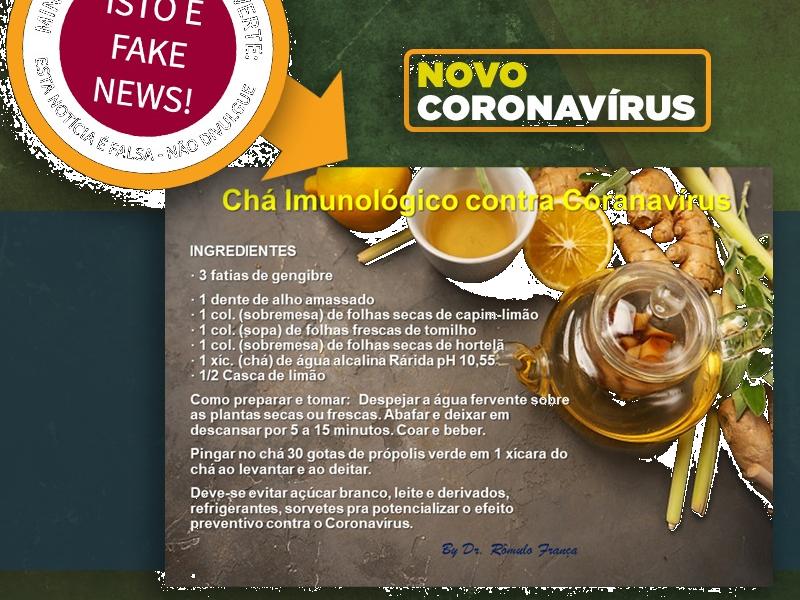 ISTO É
FAKE
NEWS!
ESTA NOTÍCIA É FALSA - NÃO DIVULGUE
NOVO
CORONAVÍRUS
Chá Imunológico contra Coranavírus
INGREDIENTES
· 3 fatias de gengibre
· 1 dente de alho amassado
· 1 col. (sobremesa) de folhas secas de capim-limão
· 1 col. (sopa) de folhas frescas de tomilho
· 1 col. (sobremesa) de folhas secas de hortelã
· 1 xíc. (chá) de água alcalina Rárida pH 10,55
· 1/2 Casca de limão
Como preparar e tomar: Despejar a água fervente sobre
as plantas secas ou frescas. Abafar e deixar em
descansar por 5 a 15 minutos. Coar e beber.
Pingar no chá 30 gotas de própolis verde em 1 xícara do
chá ao levantar e ao deitar.
Deve-se evitar açúcar branco, leite e derivados,
refrigerantes, sorvetes pra potencializar o efeito
preventivo contra o Coronavírus.
By Dr. Rômulo França